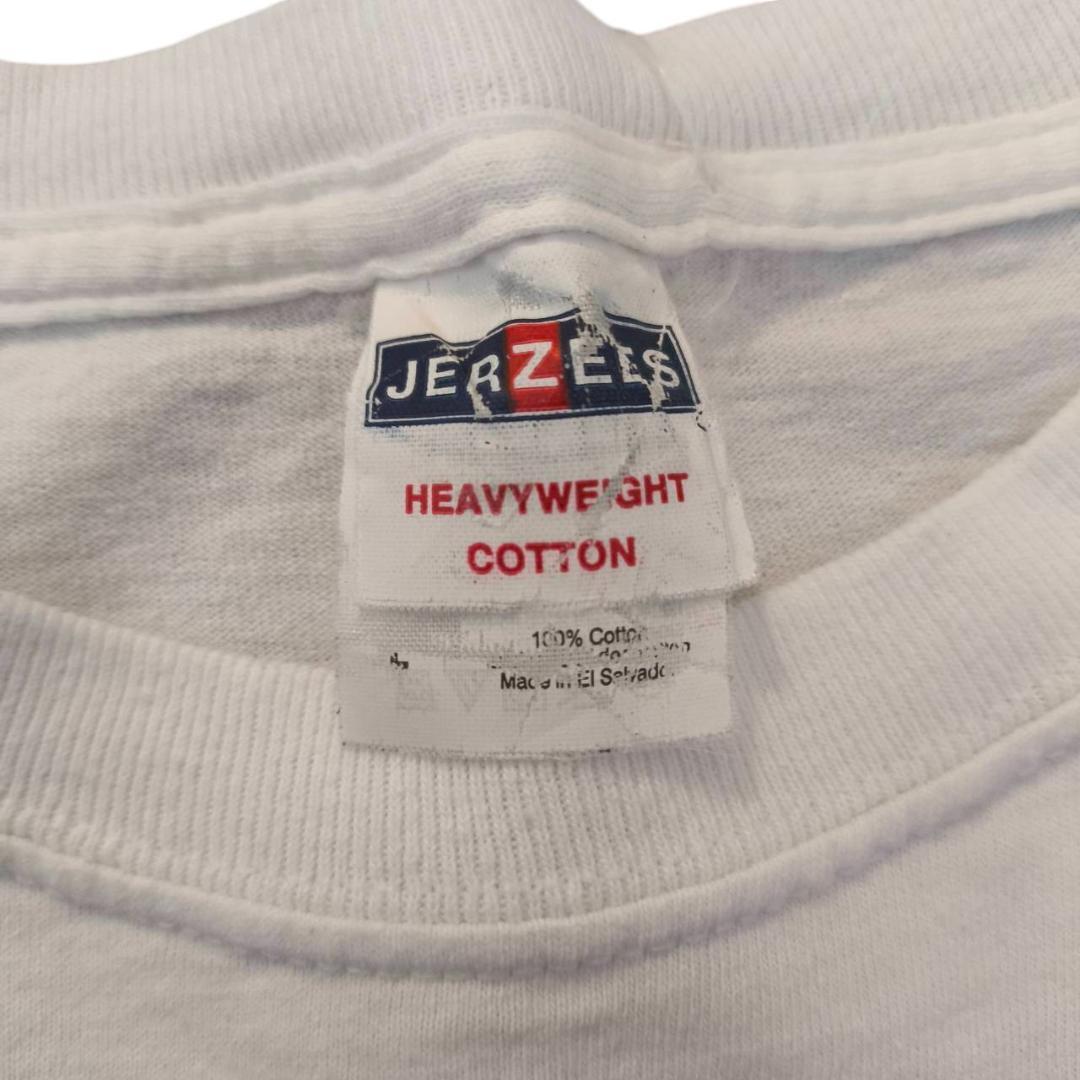 JERZEES
HEAVYWEIGHT
COTTON
100% Cotton
Made in El Salvador